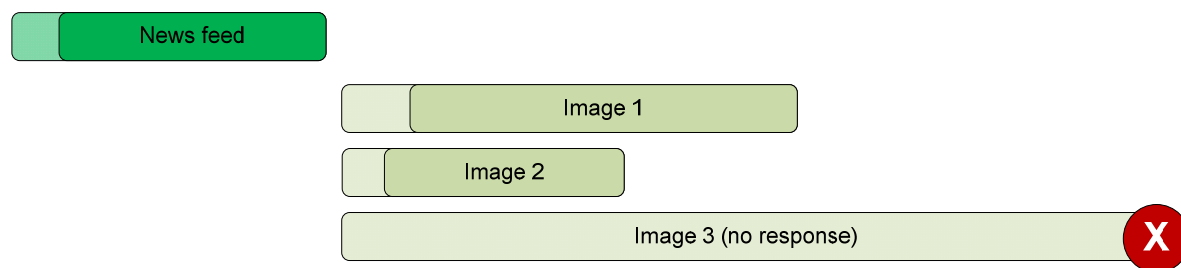 News feed
Image 1
Image 2
Image 3 (no response)
X